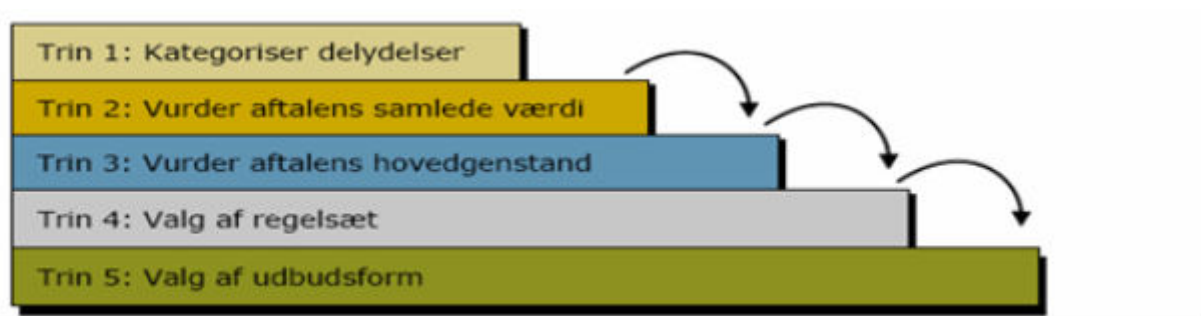 Trin 1: Kategoriser delydelser
Trin 2: Vurder aftalens samlede værdi
Trin 3: Vurder aftalens hovedgenstand
Trin 4: Valg af regelsæt
Trin 5: Valg af udbudsform